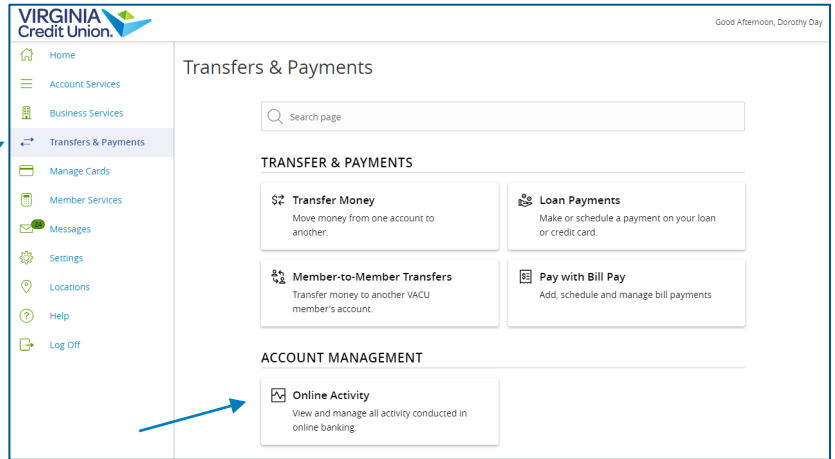 VIRGINIA
Credit Union.
Good Afternoon, Dorothy Day
Home
Account Services
Business Services
Transfers & Payments
Manage Cards
Member Services
24
Messages
Settings
Locations
Help
Log Off
Transfers & Payments
Search page
TRANSFER & PAYMENTS
Transfer Money
Move money from one account to
another.
Loan Payments
Make or schedule a payment on your loan
or credit card.
Member-to-Member Transfers
Transfer money to another VACU
member's account.
Pay with Bill Pay
Add, schedule and manage bill payments
ACCOUNT MANAGEMENT
Online Activity
View and manage all activity conducted in
online banking.